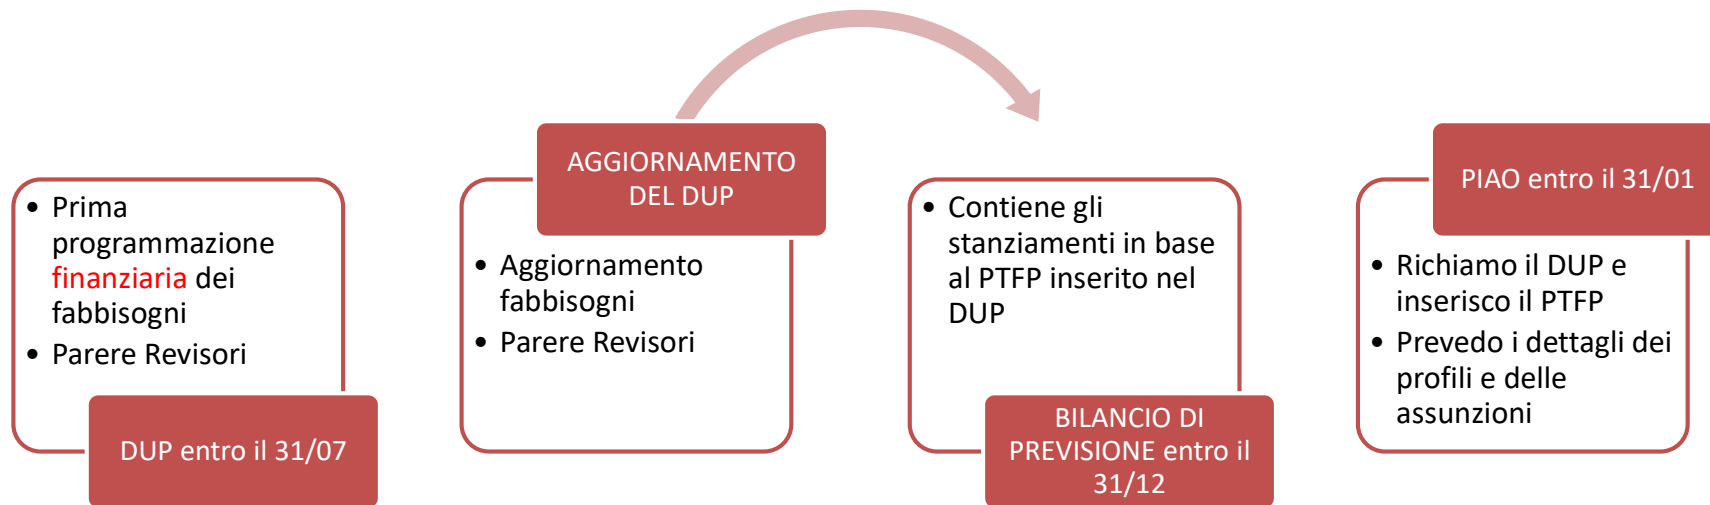 • Prima
programmazione
finanziaria dei
fabbisogni
• Parere Revisori
DUP entro il 31/07
AGGIORNAMENTO
DEL DUP
• Aggiornamento
fabbisogni
• Parere Revisori
• Contiene gli
stanziamenti in base
al PTFP inserito nel
DUP
BILANCIO DI
PREVISIONE entro il
31/12
PIAO entro il 31/01
• Richiamo il DUP e
inserisco il PTFP
• Prevedo i dettagli dei
profili e delle
assunzioni